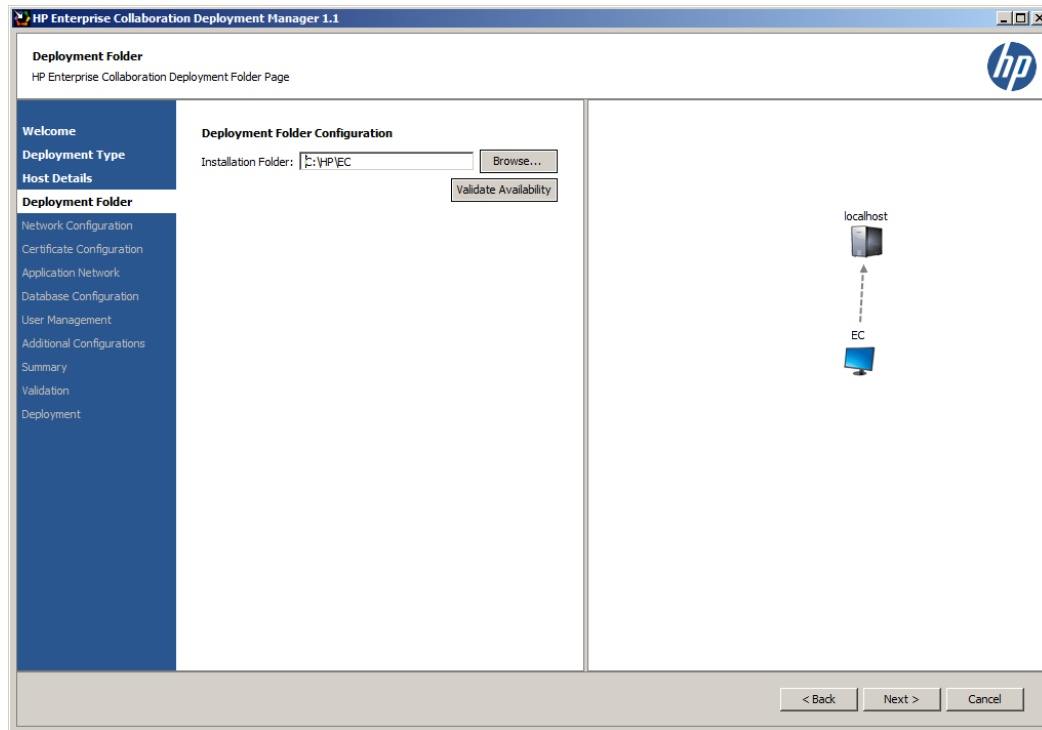 HP Enterprise Collaboration Deployment Manager 1.1
Deployment Folder
HP Enterprise Collaboration Deployment Folder Page
hp
Welcome
Deployment Type
Host Details
Deployment Folder
Network Configuration
Certificate Configuration
Application Network
Database Configuration
User Management
Additional Configurations
Summary
Validation
Deployment
Deployment Folder Configuration
Installation Folder: C:\HP\EC Browse...
Validate Availability
localhost
EC
< Back Next > Cancel